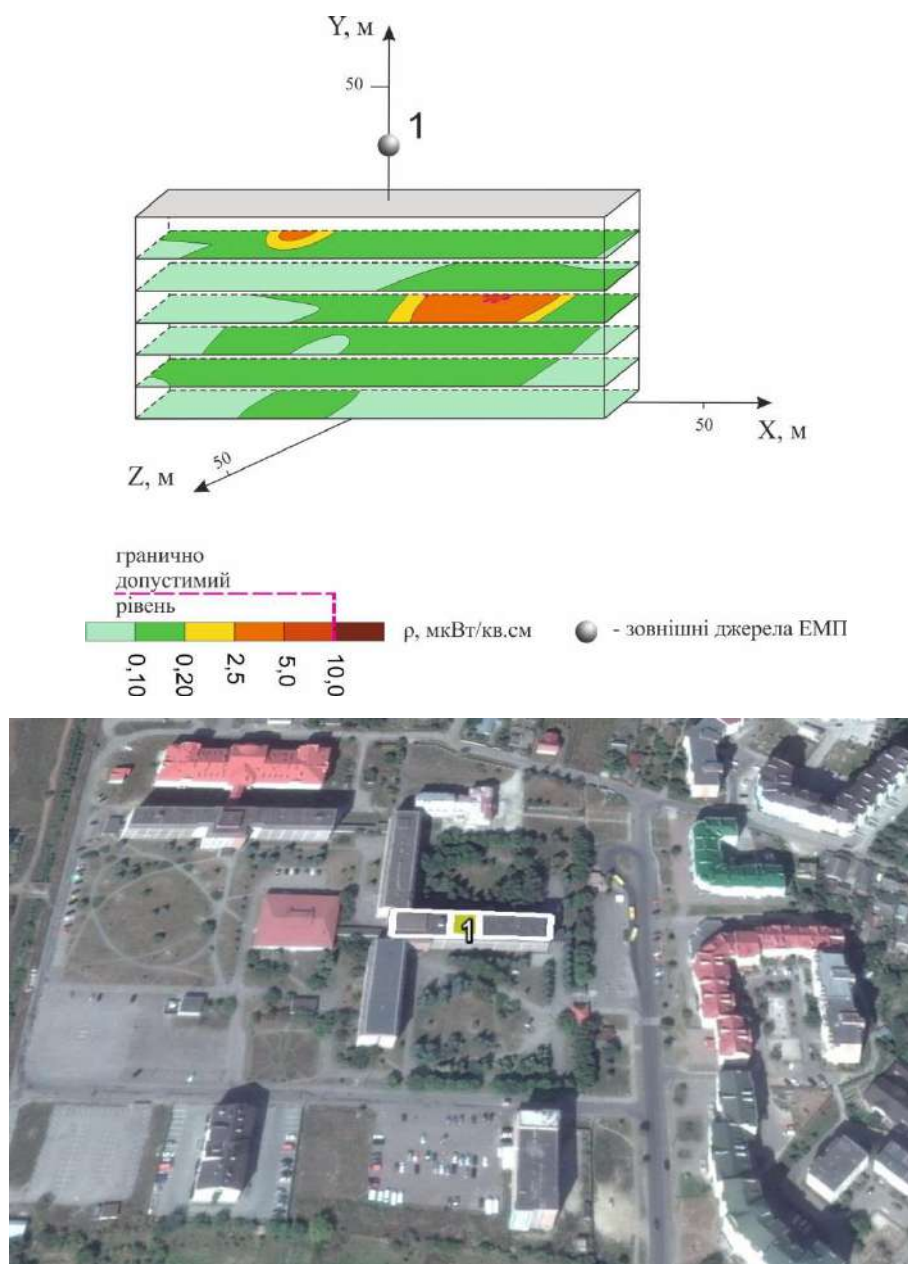 Y, м
50
1
50
X, м
50
Z, м
гранично
допустимий
рівень
ρ, мкВт/кв.см
- зовнішні джерела ЕМП
0,10
0,20
2,5
5,0
10,0
1